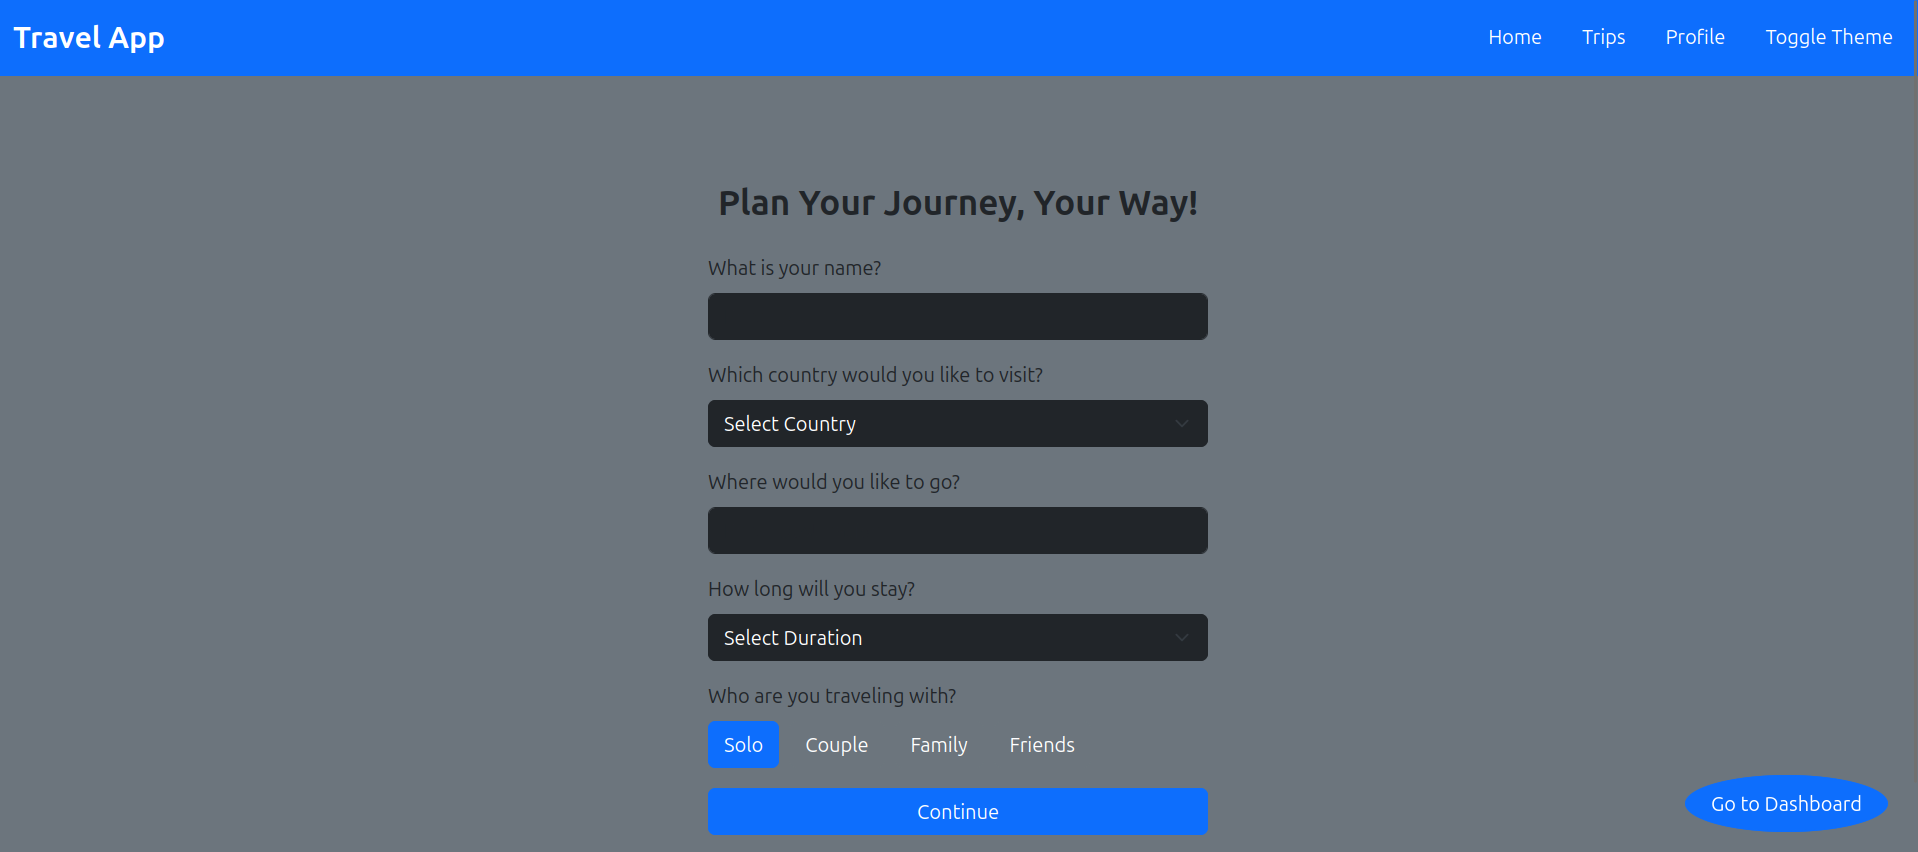 Travel App
Home Trips Profile Toggle Theme
Plan Your Journey, Your Way!
What is your name?
Which country would you like to visit?
Select Country
Where would you like to go?
How long will you stay?
Select Duration
Who are you traveling with?
Solo Couple Family Friends
Continue
Go to Dashboard